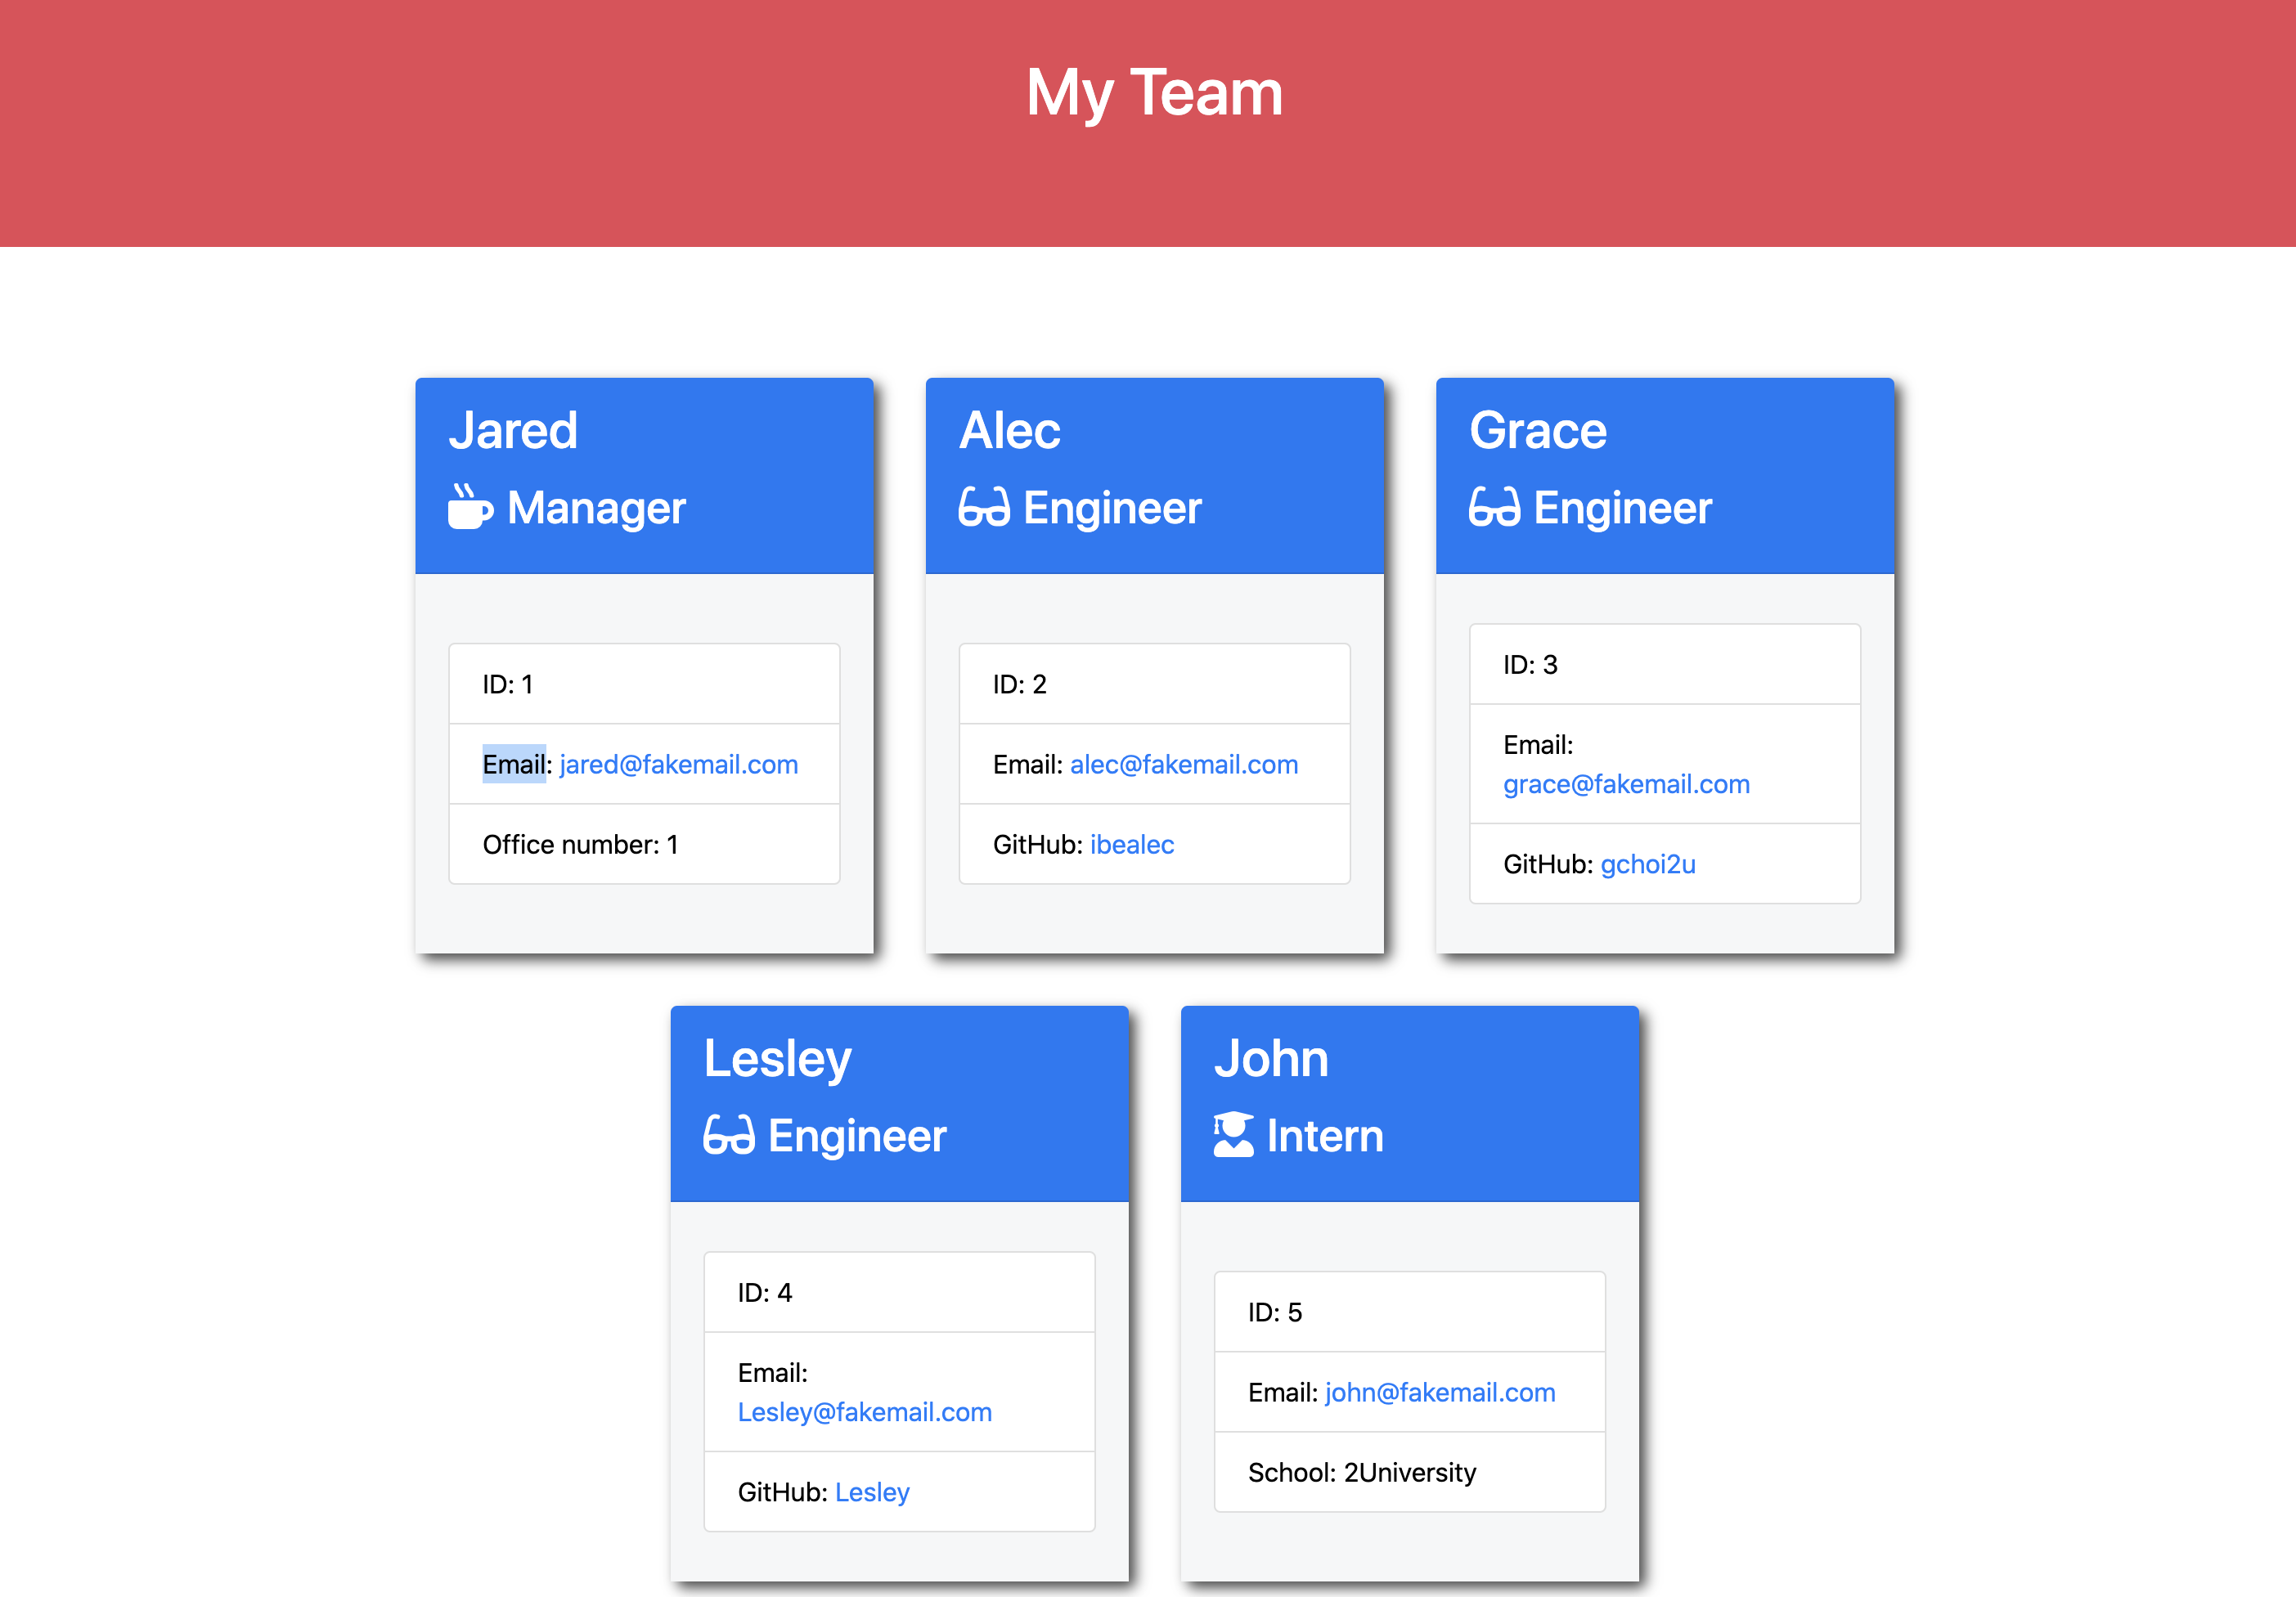 My Team
Jared
Manager
ID: 1
Email: jared@fakemail.com
Office number: 1
Alec
Engineer
ID: 2
Email: alec@fakemail.com
GitHub: ibealec
Grace
Engineer
ID: 3
Email:
grace@fakemail.com
GitHub: gchoi2u
Lesley
Engineer
ID: 4
Email:
Lesley@fakemail.com
GitHub: Lesley
John
Intern
ID: 5
Email: john@fakemail.com
School: 2University